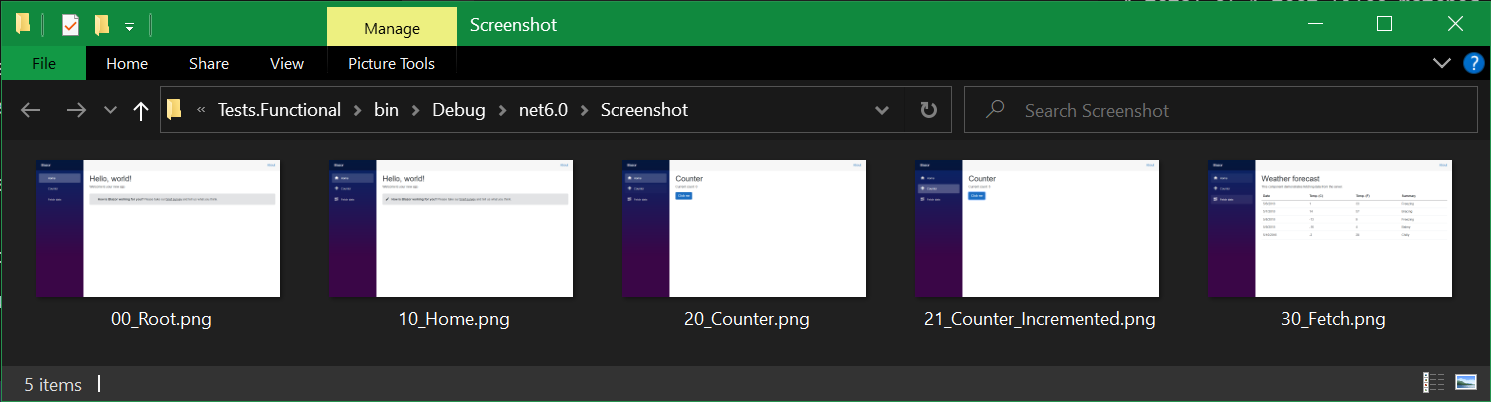 Manage
Screenshot
File
Home
Share
View
Picture Tools
?
« Tests.Functional > bin > Debug > net6.0 > Screenshot
Search Screenshot
Hello, world!
Hello, world!
Counter
Counter
Weather forecast
00_Root.png
10_Home.png
20_Counter.png
21_Counter_Incremented.png
30_Fetch.png
5 items